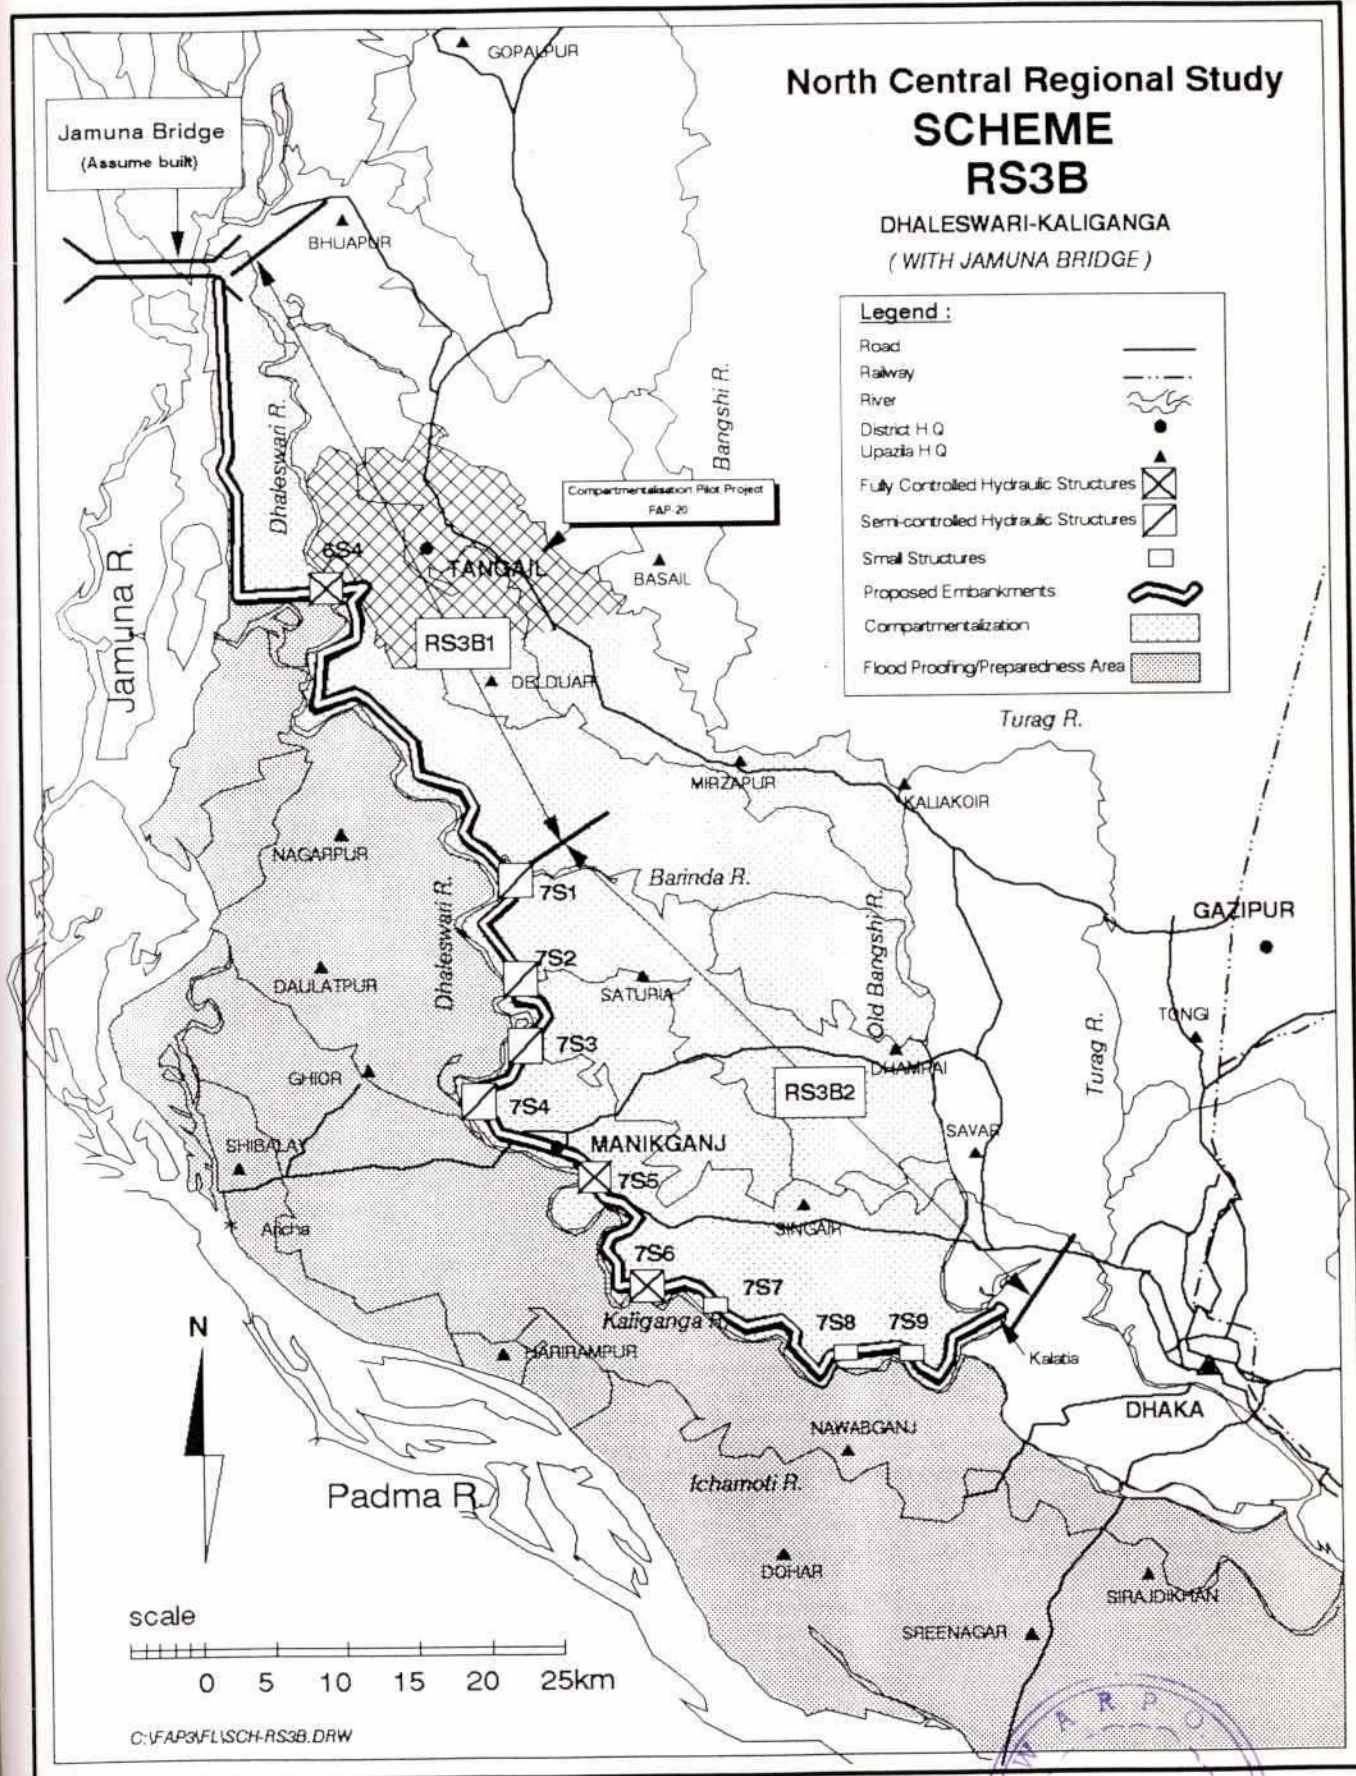 North Central Regional Study
SCHEME
RS3B
DHALESWARI-KALIGANGA
( WITH JAMUNA BRIDGE )
Jamuna Bridge
(Assume built)
Legend :
Road
Railway
River
District H.Q
Upazila H.Q
Fully Controlled Hydraulic Structures
Semi-controlled Hydraulic Structures
Small Structures
Proposed Embankments
Compartmentalization
Flood Proofing/Preparedness Area
GOPALPUR
BHUAPUR
Bangshi R.
Dhaleswari R.
Compartmentalisation Pilot Project
FAP-20
6S4
TANGAIL
BASAIL
Jamuna R.
RS3B1
DELDUAR
Turag R.
MIRZAPUR
KALIAKOIR
NAGARPUR
Barinda R.
7S1
Dhaleswari R.
Old Bangshi R.
GAZIPUR
7S2
DAULATPUR
SATURIA
TONGI
7S3
Turag R.
GHIOR
DHAMRAI
RS3B2
7S4
SAVAR
SHIBALAY
MANIKGANJ
7S5
Aricha
SINGAIR
7S6
7S7
Kaliganga R.
7S8
7S9
N
HARIRAMPUR
Kalatia
DHAKA
NAWABGANJ
Ichamoti R.
Padma R.
DOHAR
SIRAJDIKHAN
SREENAGAR
scale
0 5 10 15 20 25km
C:\FAP3\FL\SCH-RS3B.DRW
WARPO